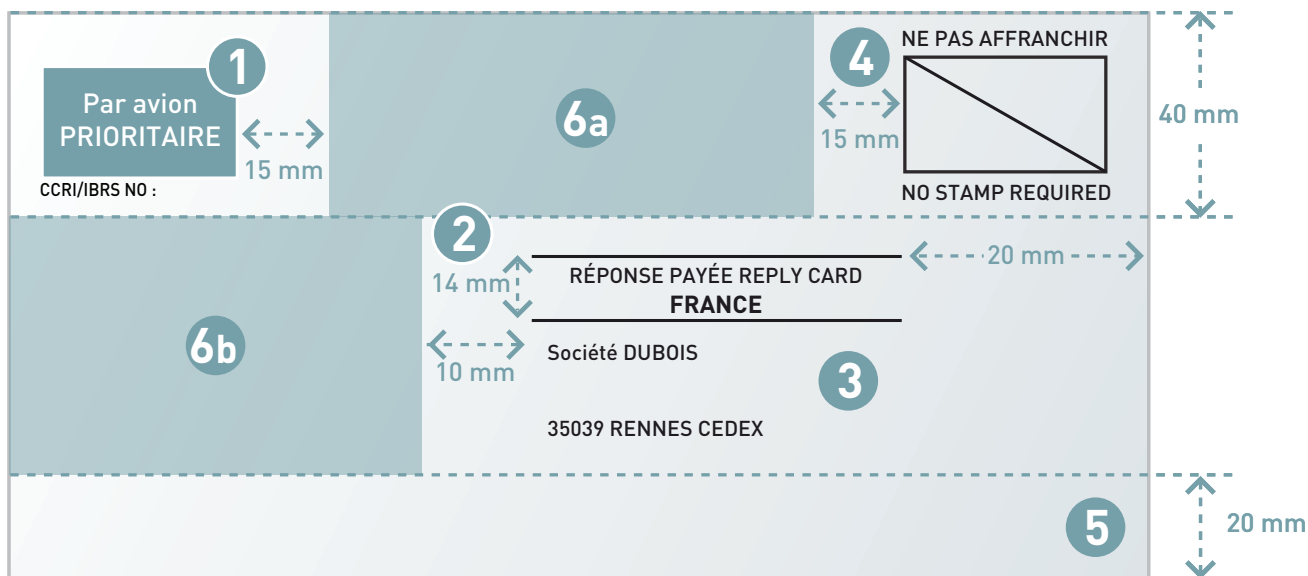 1
Par avion
PRIORITAIRE
15 mm
CCRI/IBRS NO :
6a
4
15 mm
NE PAS AFFRANCHIR
NO STAMP REQUIRED
40 mm
2
14 mm
RÉPONSE PAYÉE REPLY CARD
FRANCE
20 mm
6b
10 mm
Société DUBOIS
3
35039 RENNES CEDEX
5
20 mm